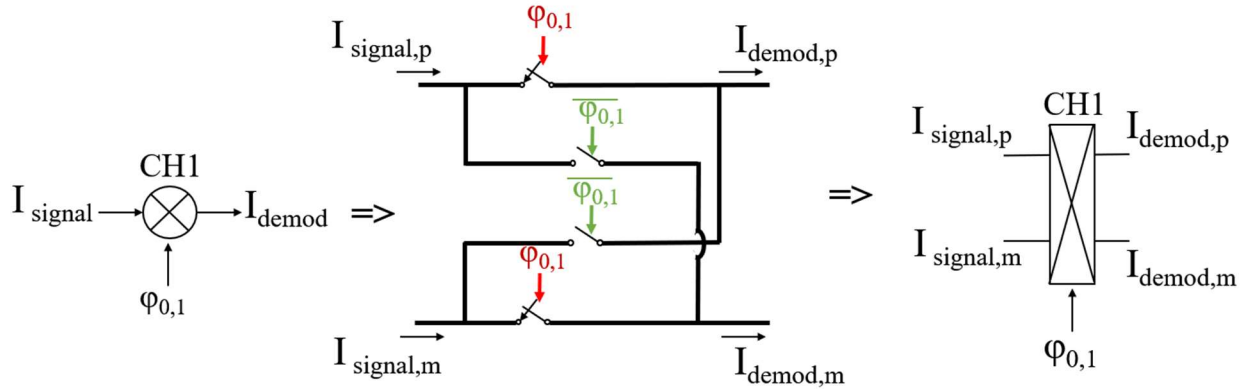 CH1
I signal
I demod
φ0,1
=>
I signal,p
φ0,1
I demod,p
φ0,1
φ0,1
φ0,1
I signal,m
I demod,m
=>
CH1
I signal,p
I demod,p
I signal,m
I demod,m
φ0,1